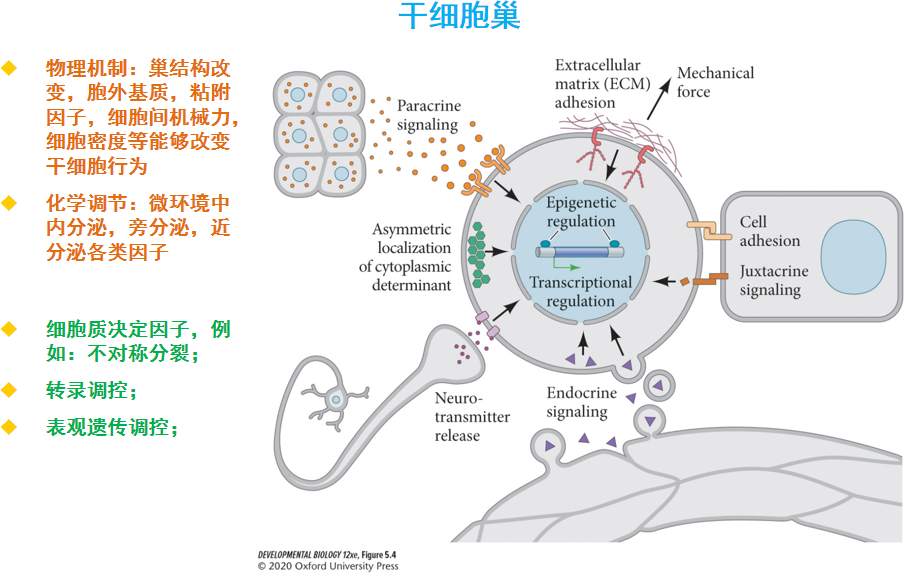 干细胞巢
物理机制：巢结构改
变，胞外基质，粘附
因子，细胞间机械力，
细胞密度等能够改变
干细胞行为
化学调节：微环境中
内分泌，旁分泌，近
分泌各类因子
细胞质决定因子，例
如：不对称分裂；
转录调控；
表观遗传调控；
Paracrine
signaling
Extracellular
matrix (ECM)
adhesion
Mechanical
force
Epigenetic
regulation
Transcriptional
regulation
Asymmetric
localization
of cytoplasmic
determinant
Cell
adhesion
Juxtacrine
signaling
Neuro-
transmitter
release
Endocrine
signaling
DEVELOPMENTAL BIOLOGY 12xe, Figure 5.4
© 2020 Oxford University Press